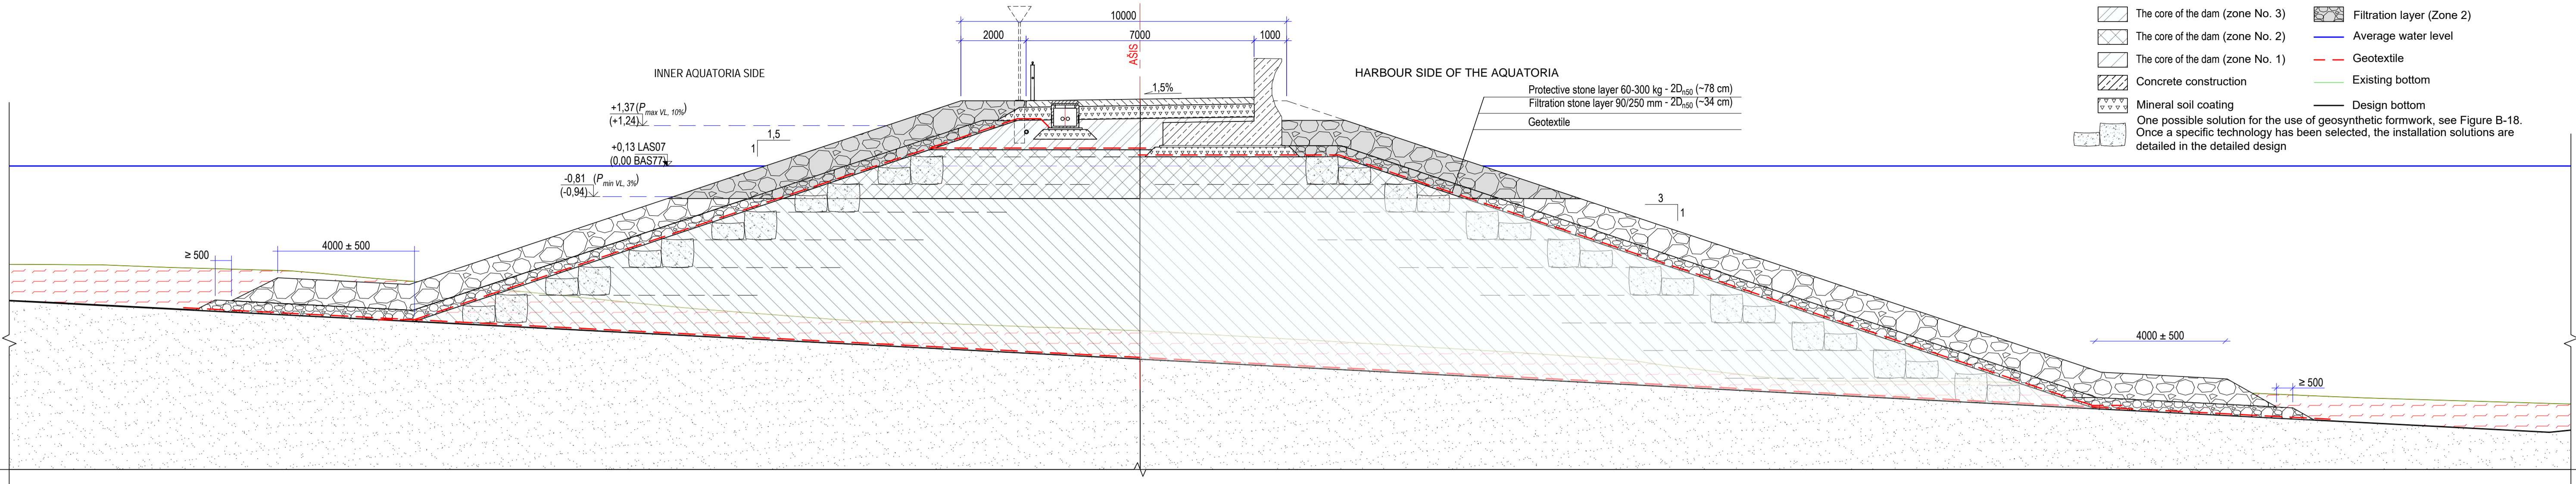 10000
2000
7000
1000
AŠIS
INNER AQUATORIA SIDE
HARBOUR SIDE OF THE AQUATORIA
1,5%
Protective stone layer 60-300 kg - 2Dn50 (~78 cm)
Filtration stone layer 90/250 mm - 2Dn50 (~34 cm)
Geotextile
+1,37 (Pmax VL, 10%)
(+1,24)
1,5
1
+0,13 LAS07
(0,00 BAS77)
-0,81 (Pmin VL, 3%)
(-0,94)
3
1
4000 ± 500
≥ 500
4000 ± 500
≥ 500
The core of the dam (zone No. 3)
The core of the dam (zone No. 2)
The core of the dam (zone No. 1)
Concrete construction
Mineral soil coating
Filtration layer (Zone 2)
Average water level
Geotextile
Existing bottom
Design bottom
One possible solution for the use of geosynthetic formwork, see Figure B-18.
Once a specific technology has been selected, the installation solutions are
detailed in the detailed design